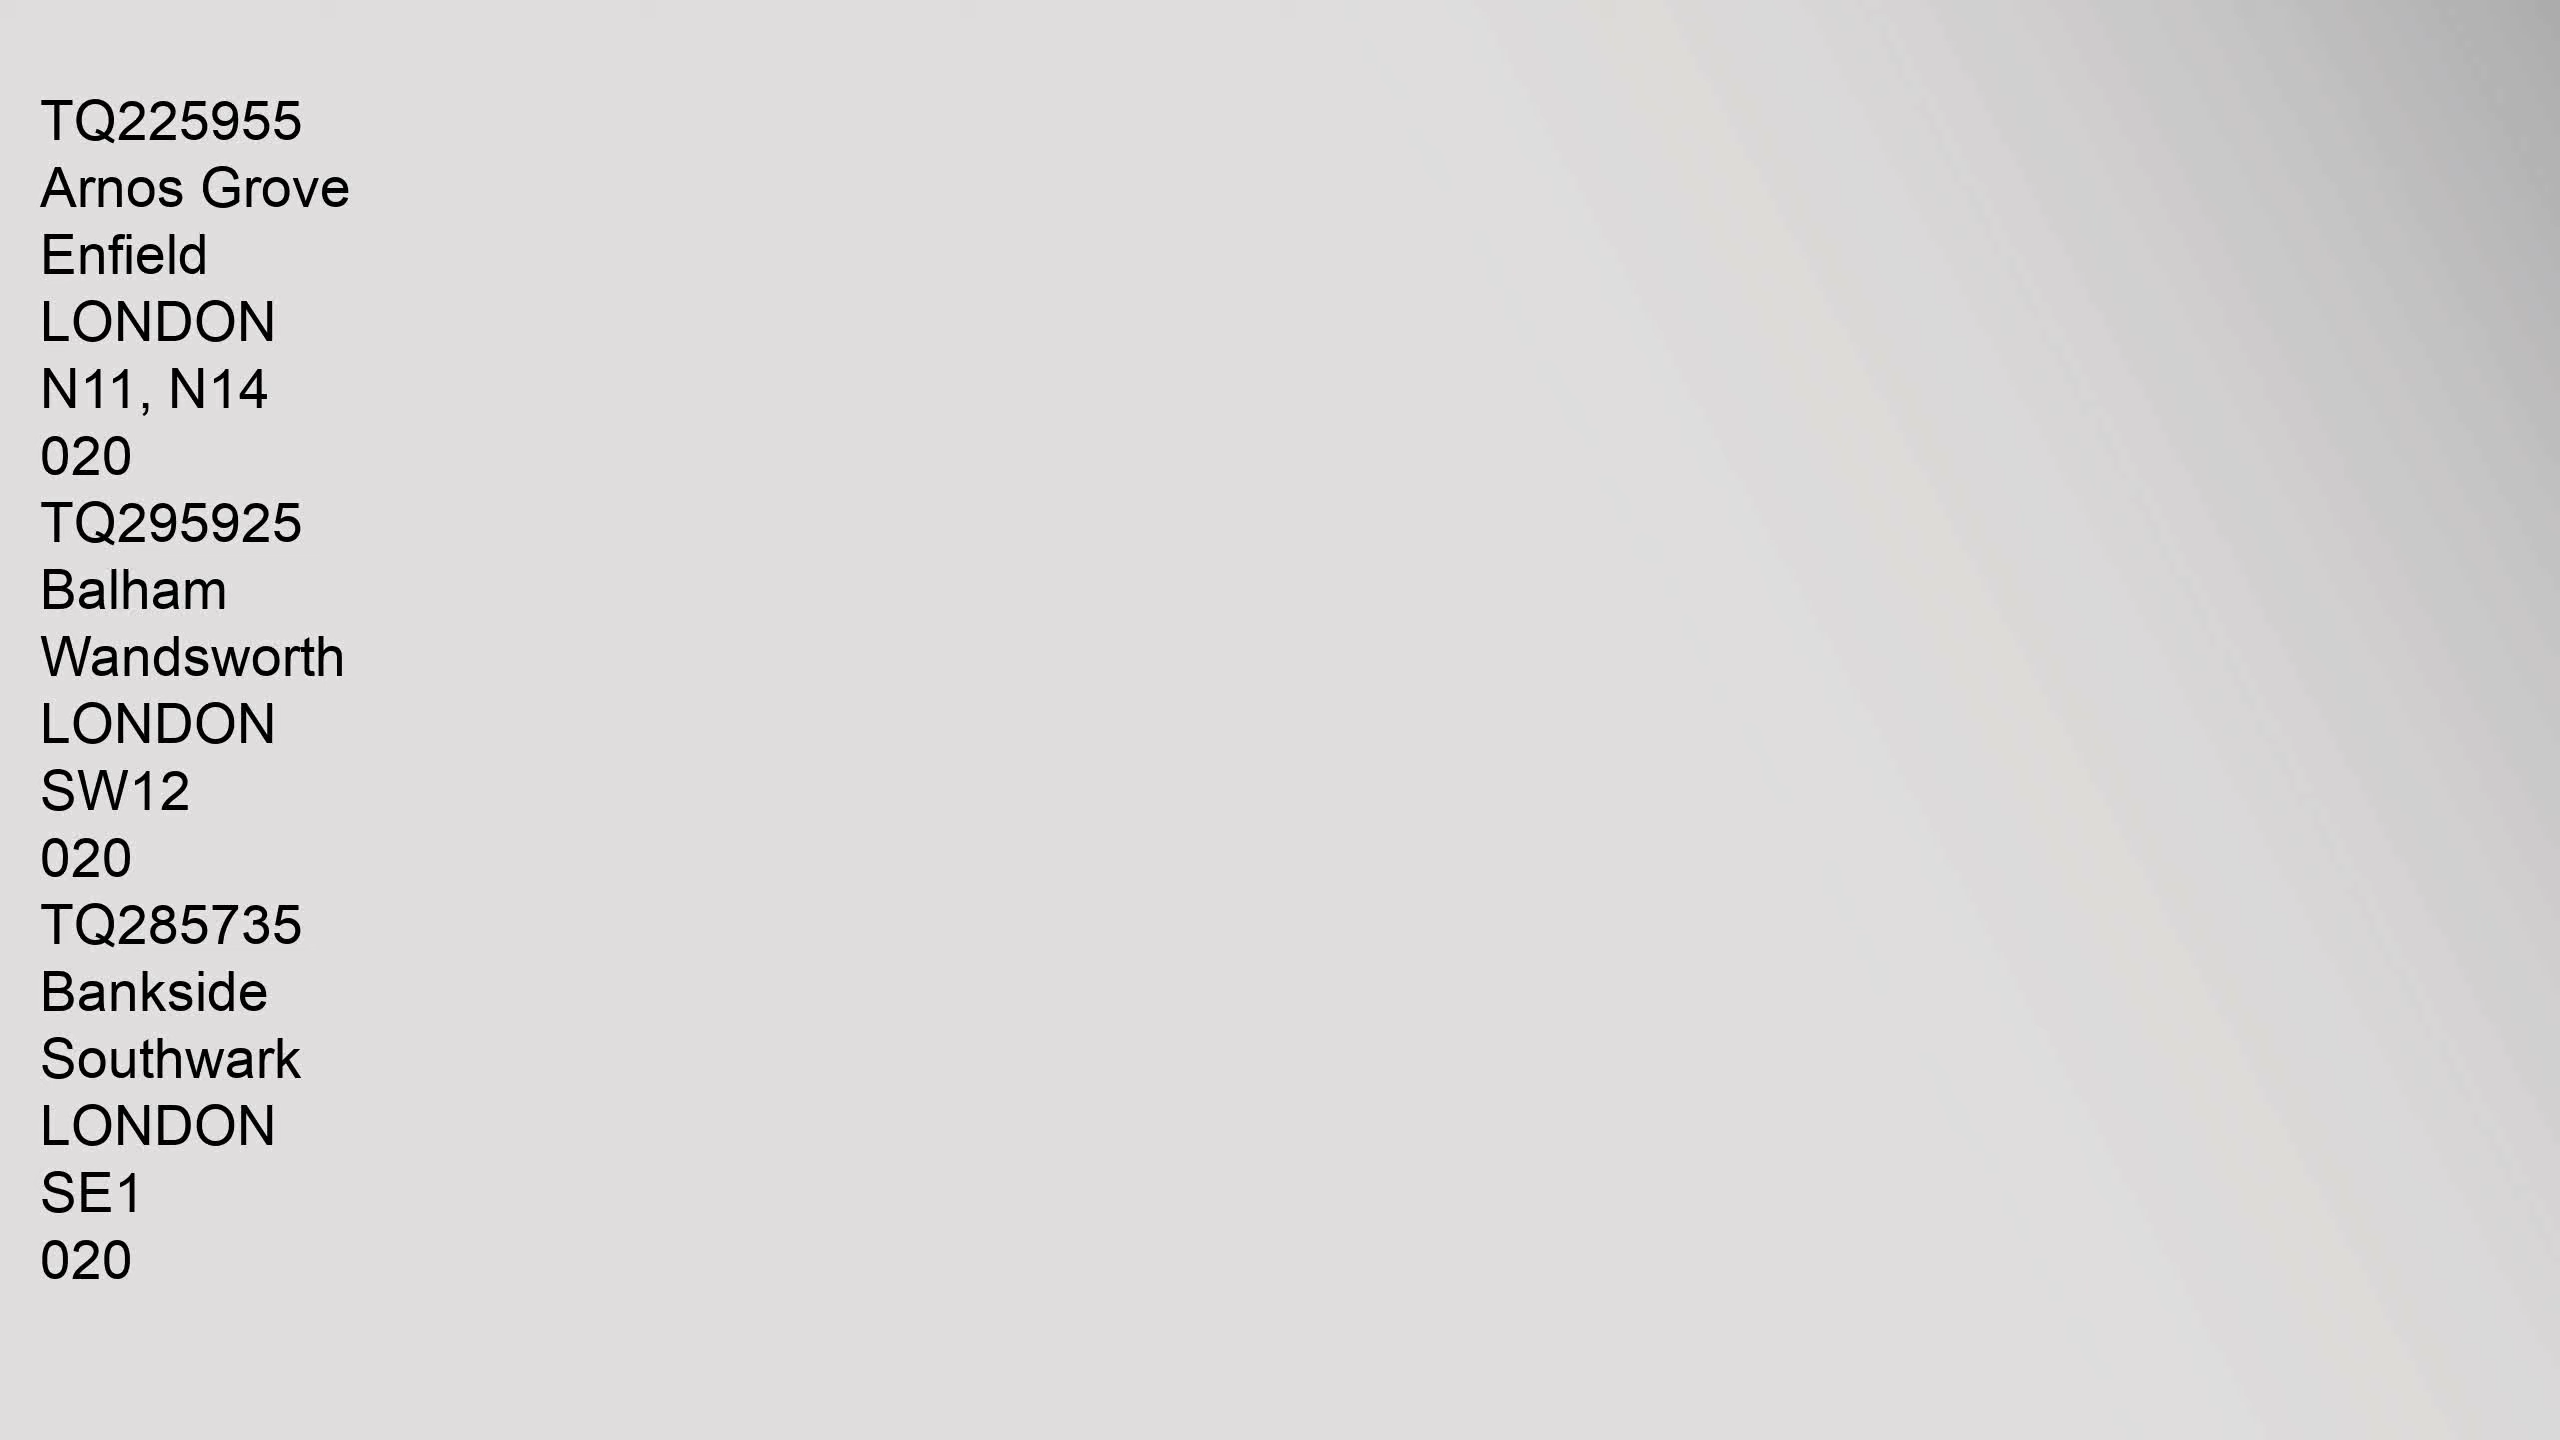 TQ225955
Arnos Grove
Enfield
LONDON
N11, N14
020
TQ295925
Balham
Wandsworth
LONDON
SW12
020
TQ285735
Bankside
Southwark
LONDON
SE1
020